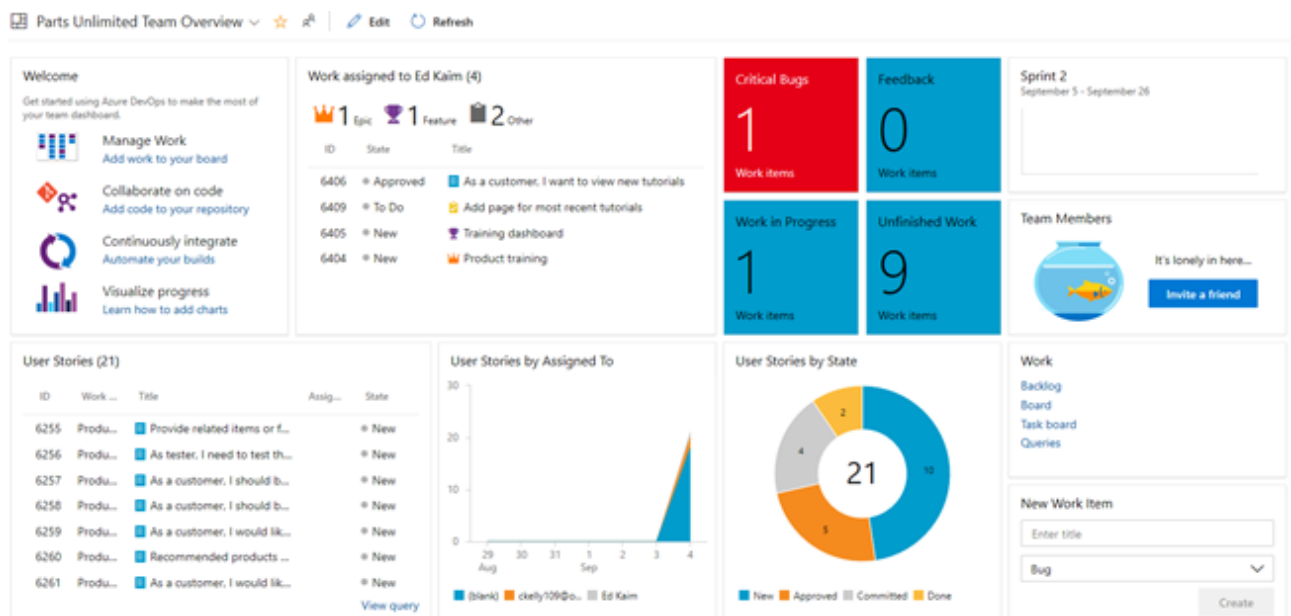 Parts Unlimited Team Overview
Edit
Refresh
Welcome
Get started using Azure DevOps to make the most of
your team dashboard.
Manage Work
Add work to your board
Collaborate on code
Add code to your repository
Continuously integrate
Automate your builds
Visualize progress
Learn how to add charts
Work assigned to Ed Kaim (4)
1 Epic 1 Feature 2 Other
ID State Title
6406 Approved As a customer, I want to view new tutorials
6409 To Do Add page for most recent tutorials
6405 New Training dashboard
6404 New Product training
Critical Bugs
1
Work items
Feedback
0
Work items
Work in Progress
1
Work items
Unfinished Work
9
Work items
Sprint 2
September 5 - September 26
Team Members
It's lonely in here...
Invite a friend
User Stories (21)
ID Work ... Title Assig... State
6255 Produ... Provide related items or f... New
6256 Produ... As tester, I need to test th... New
6257 Produ... As a customer, I should b... New
6258 Produ... As a customer, I should b... New
6259 Produ... As a customer, I would lik... New
6260 Produ... Recommended products ... New
6261 Produ... As a customer, I would lik... New
View query
User Stories by Assigned To
30
20
10
0
29 30 31 1 2 3 4
Aug Sep
(blank) ckelly109@o... Ed Kaim
User Stories by State
2
4
21
10
5
New Approved Committed Done
Work
Backlog
Board
Task board
Queries
New Work Item
Enter title
Bug
Create